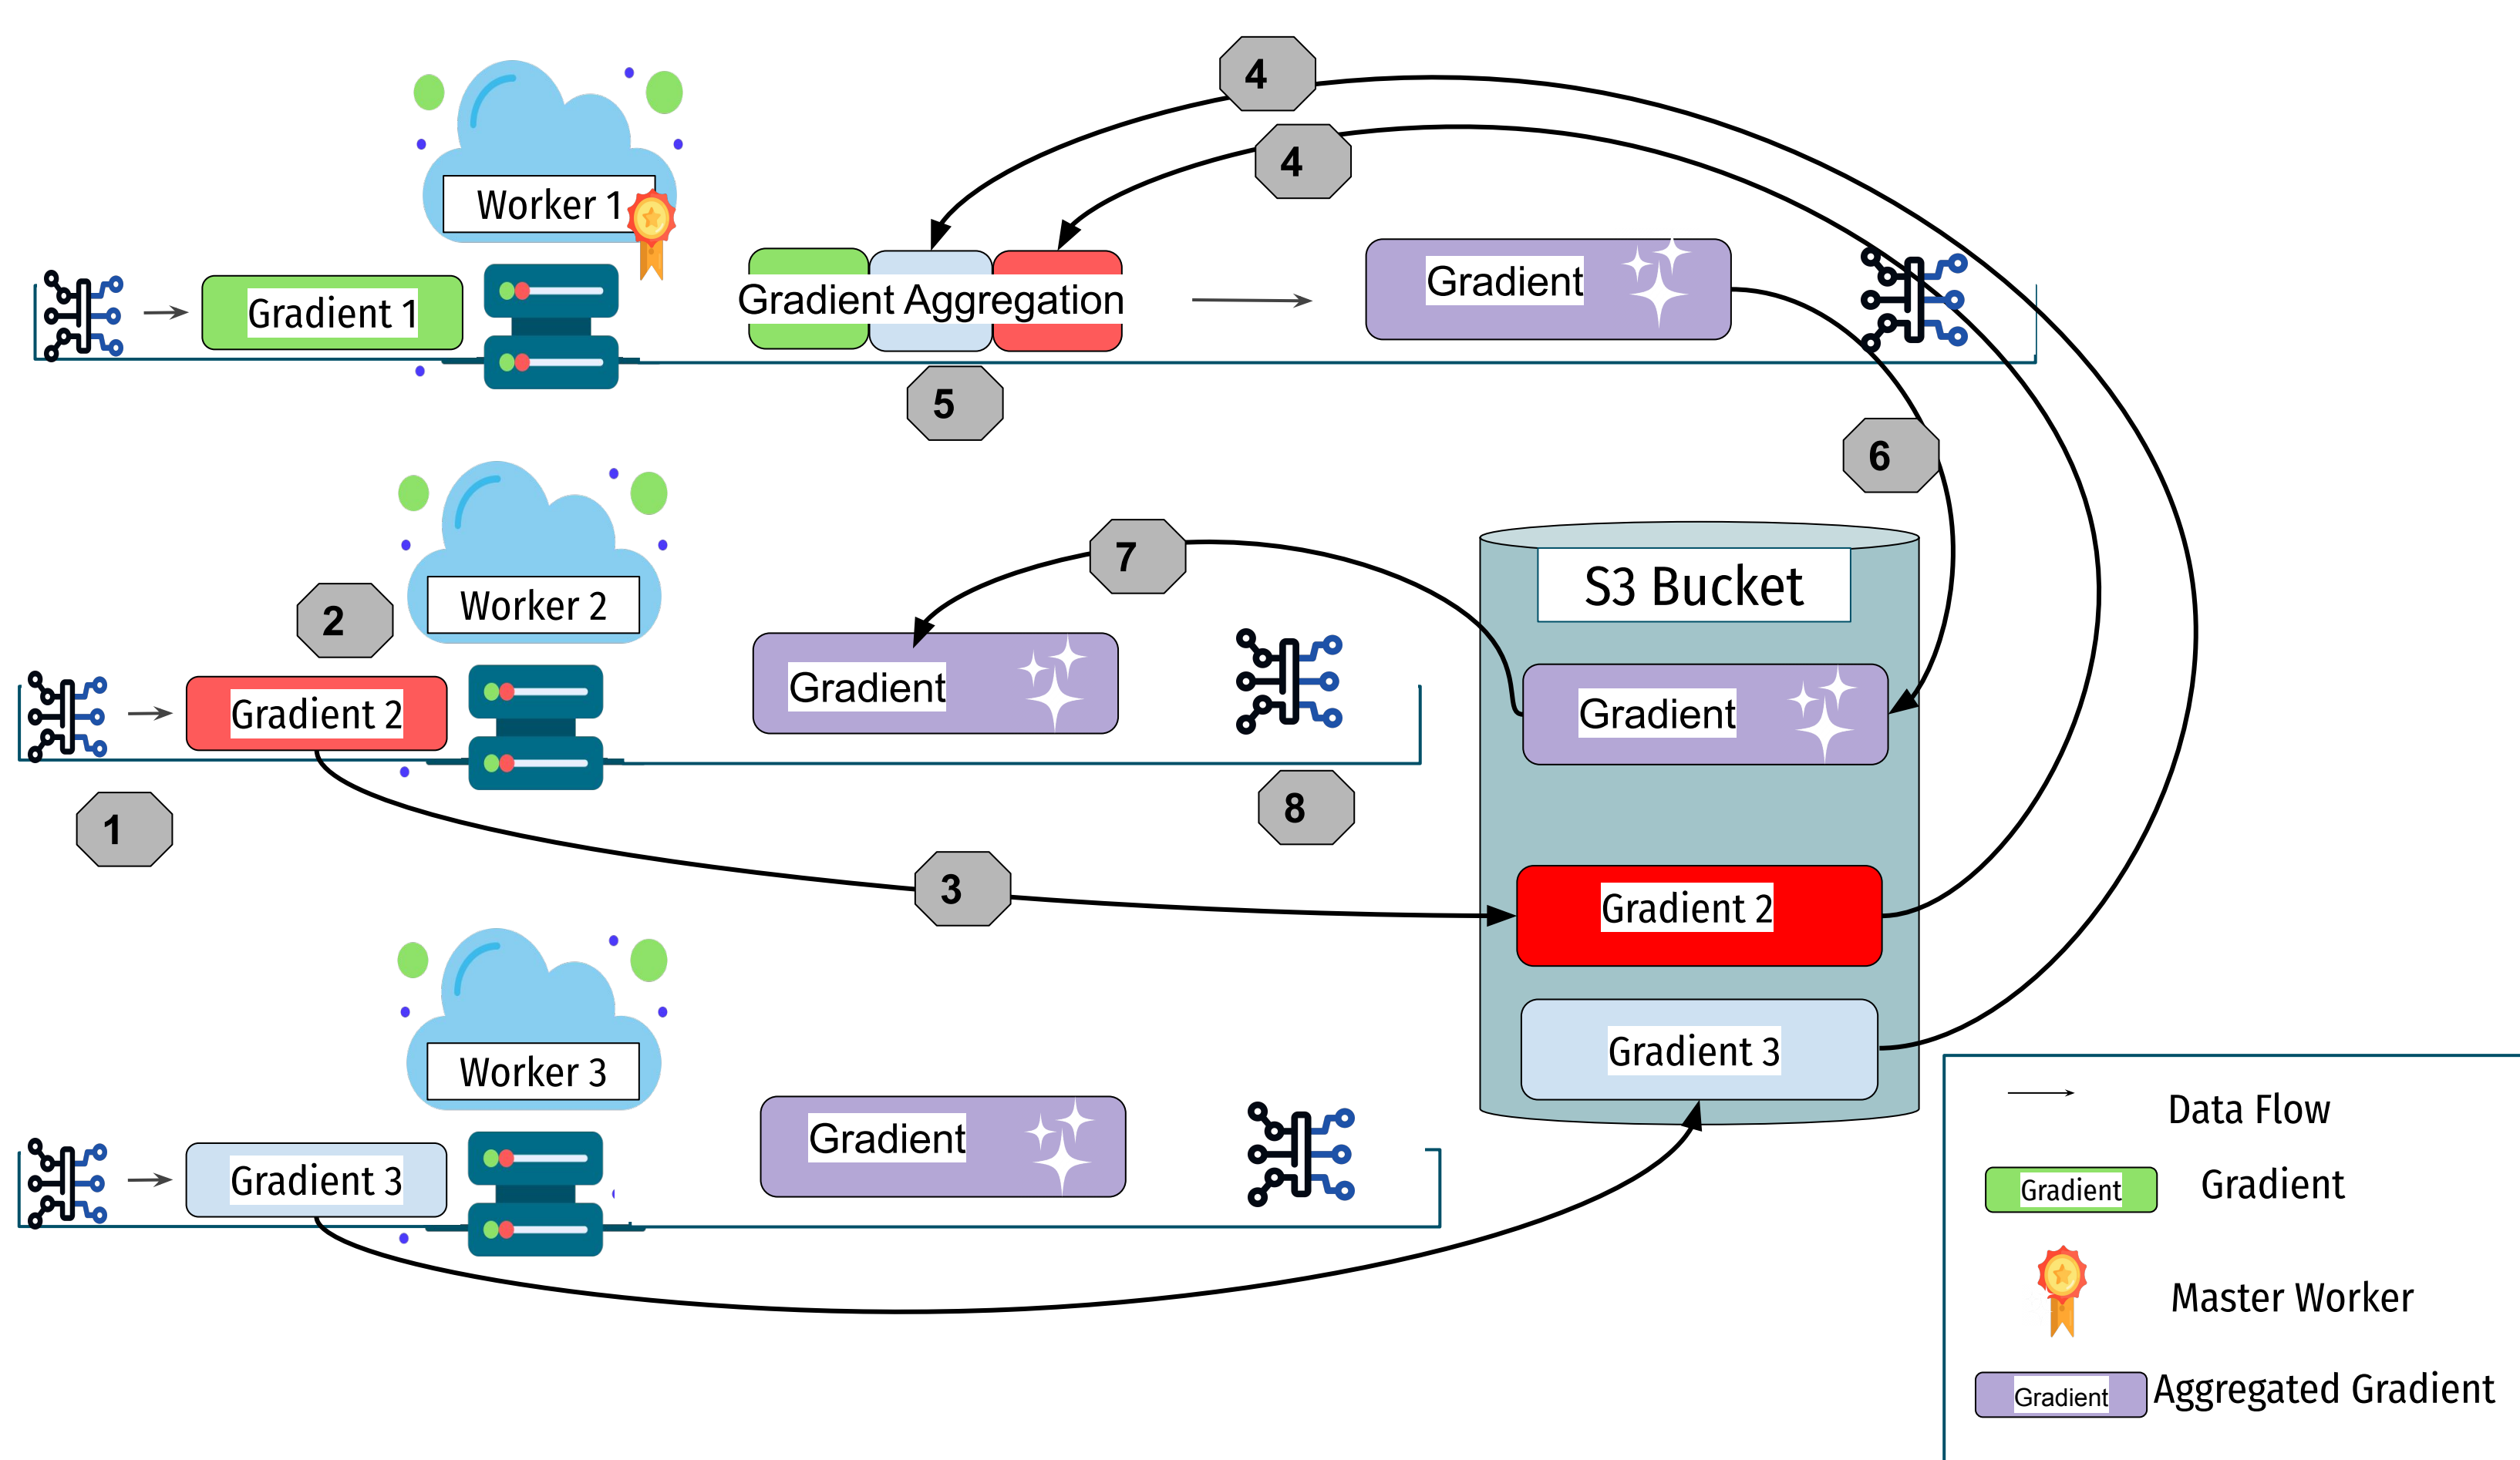 4
4
Worker 1
Gradient 1
Gradient Aggregation
Gradient
5
6
Worker 2
2
7
S3 Bucket
Gradient 2
Gradient
Gradient
1
8
3
Gradient 2
Worker 3
Gradient 3
Gradient 3
Gradient
Data Flow
Gradient
Gradient
Master Worker
Gradient
Aggregated Gradient